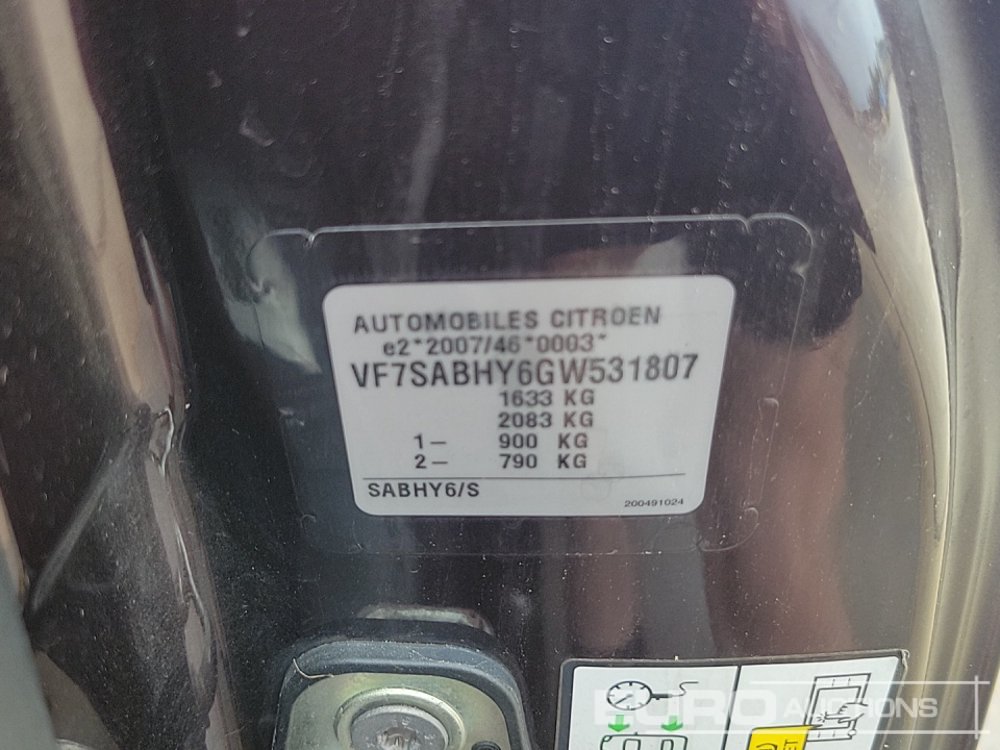 AUTOMOBILES CITROEN
e2*2007/46*0003*
VF7SABHY6GW531807
1633 KG
2083 KG
1– 900 KG
2– 790 KG
SABHY6/S
200491024
EURO
AUCTIONS